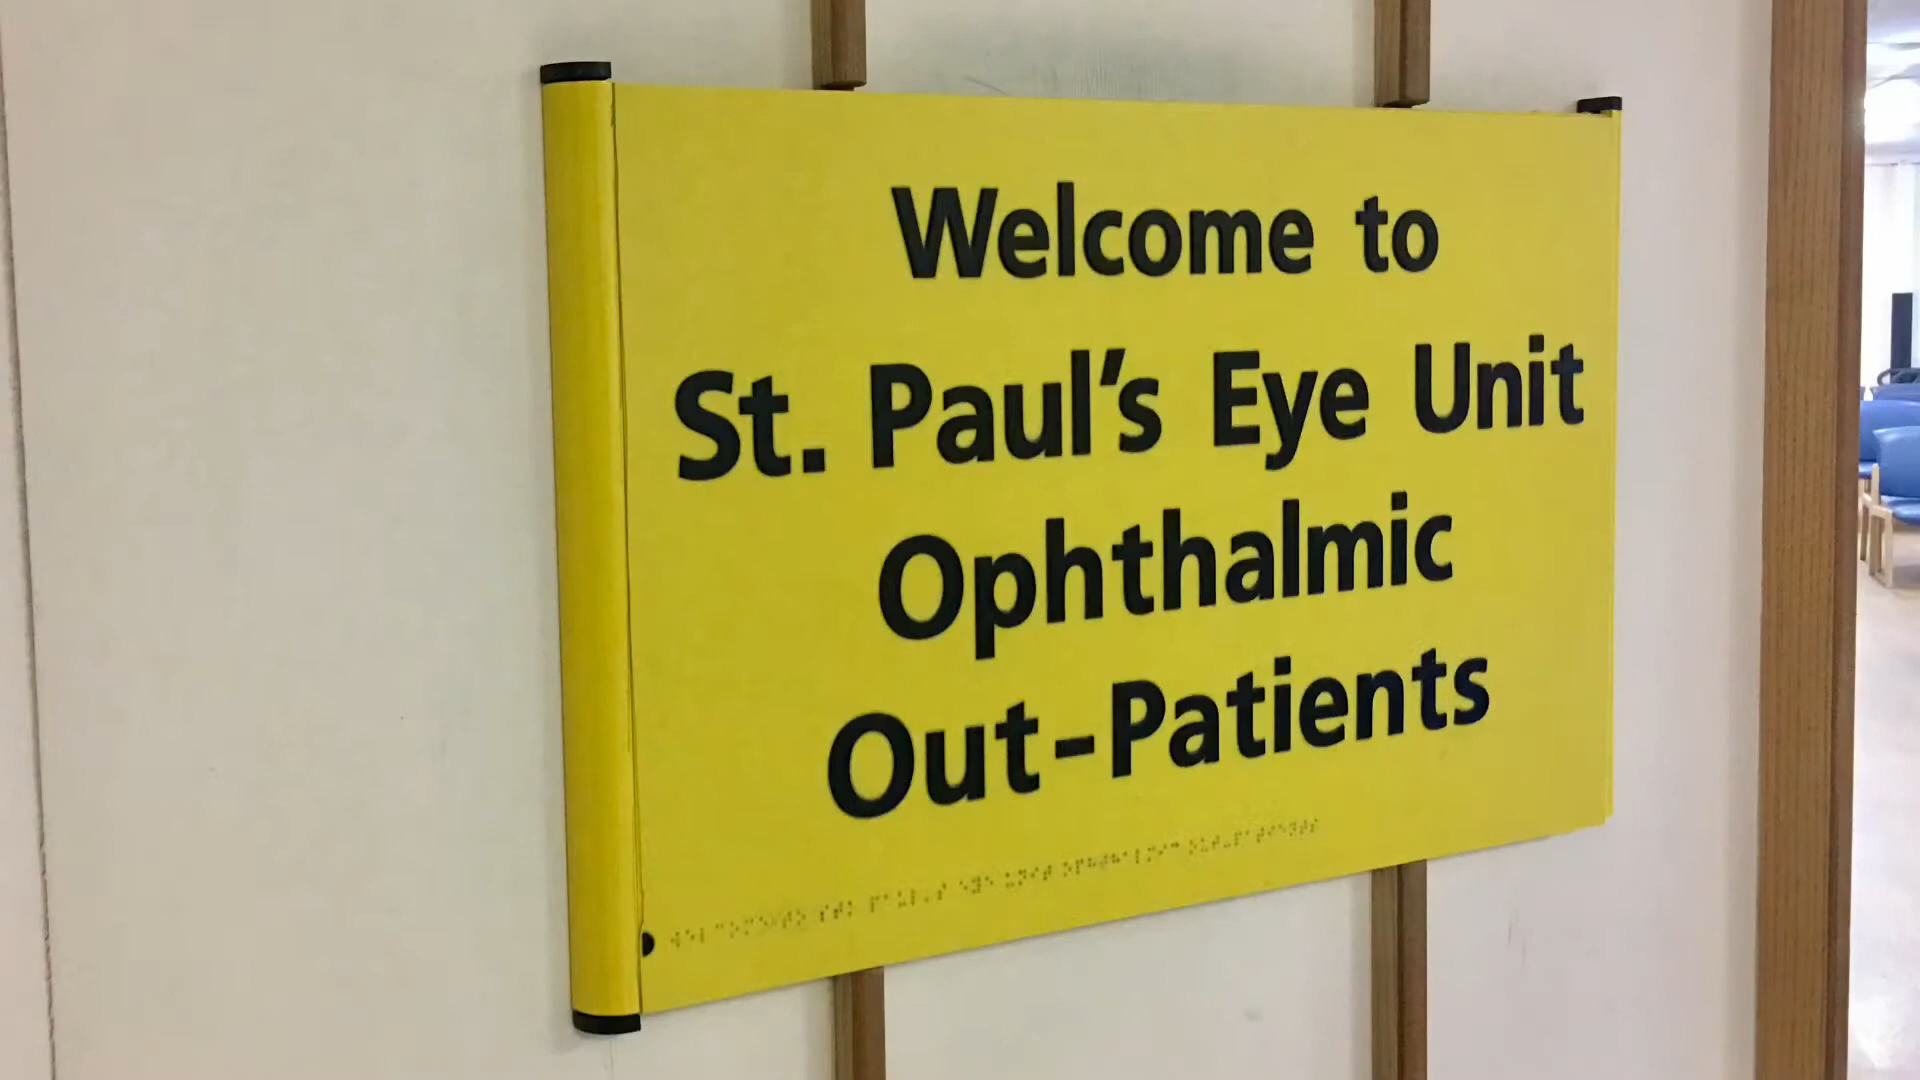 Welcome to
St. Paul's Eye Unit
Ophthalmic
Out-Patients